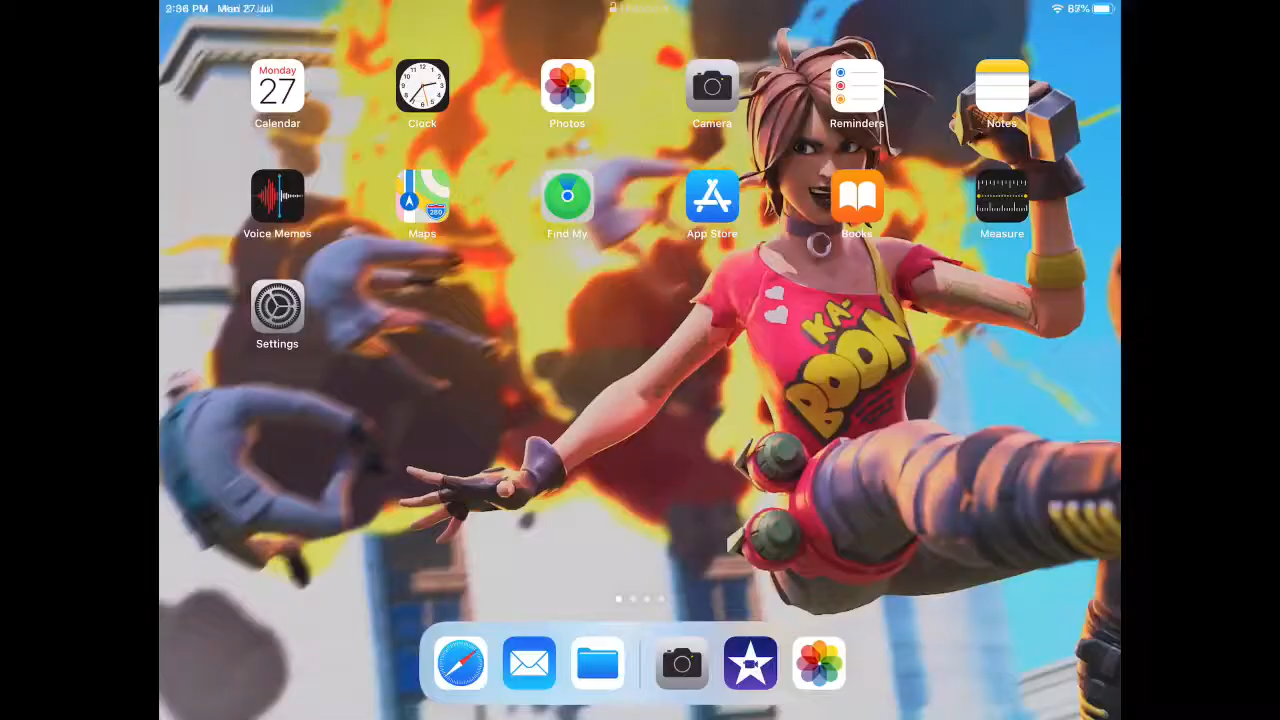 2:36 PM Mon 27 Jul
87%
Monday
27
Calendar
Clock
Photos
Camera
Reminders
Notes
280
Voice Memos
Maps
Find My
App Store
Books
Measure
Settings
KA-
BOOM